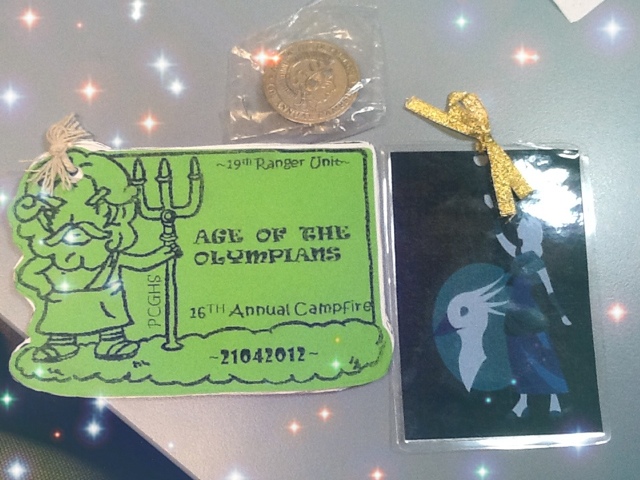 ~19th Ranger Unit~
AGE OF THE
OLYMPIANS
PCGHS
16TH Annual Campfire
~21042012~